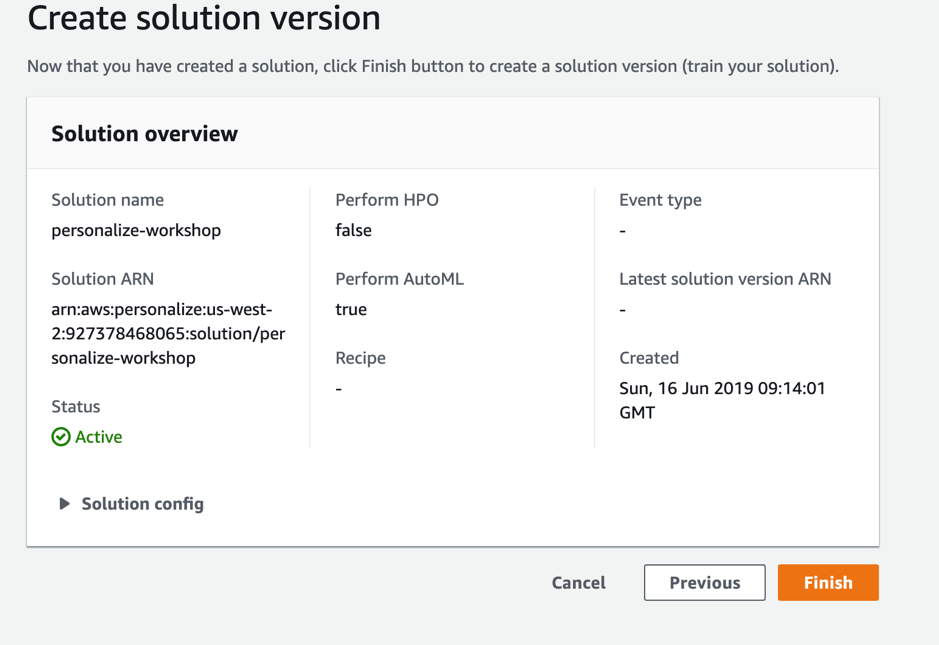 Create solution version
Now that you have created a solution, click Finish button to create a solution version (train your solution).
Solution overview
Solution name
personalize-workshop
Solution ARN
arn:aws:personalize:us-west-
2:927378468065:solution/per
sonalize-workshop
Status
Active
Perform HPO
false
Perform AutoML
true
Recipe
-
Event type
-
Latest solution version ARN
-
Created
Sun, 16 Jun 2019 09:14:01
GMT
Solution config
Cancel
Previous
Finish